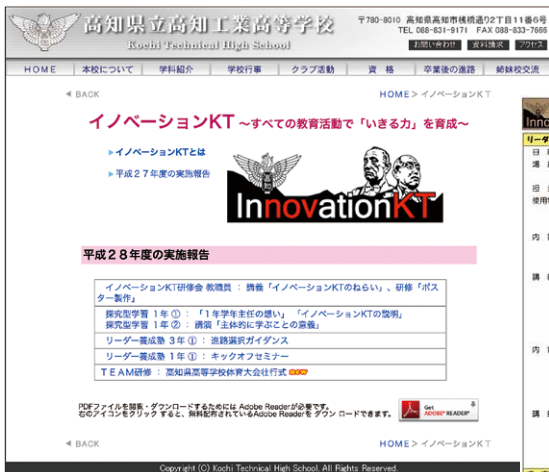 高知県立高知工業高等学校
Kochi Technical High School
〒780-8010 高知県高知市桟橋通り2丁目11番6号
TEL 088-831-9171 FAX 088-833-7666
お問い合わせ 資料請求 アクセス
HOME 本校について 学科紹介 学校行事 クラブ活動 資 格 卒業後の進路 姉妹校交流
◀ BACK
HOME> イノベーションKT
イノベーションKT ～すべての教育活動で「いきる力」を育成～
▶イノベーションKTとは
▶平成27年度の実施報告
InnovationKT
平成28年度の実施報告
イノベーションKT研修会 教職員 ： 講義「イノベーションKTのねらい」、研修「ポスター製作」
探究型学習 1年 ① ： 「1年学年主任の想い」 「イノベーションKTの説明」
探究型学習 1年 ② ： 講演「主体的に学ぶことの意義」
リーダー養成塾 3年 ① ： 進路選択ガイダンス
リーダー養成塾 1年 ① ： キックオフセミナー
TEAM研修 ： 高知県高等学校体育大会壮行式 new
PDFファイルを閲覧・ダウンロードするためには Adobe Readerが必要です。
右のアイコンをクリック すると、無料配布されているAdobe Readerを ダウン ロードできます。
Get ADOBE® READER®
◀ BACK
HOME> イノベーションKT
Copyright (C) Kochi Technical High School. All Rights Reserved.